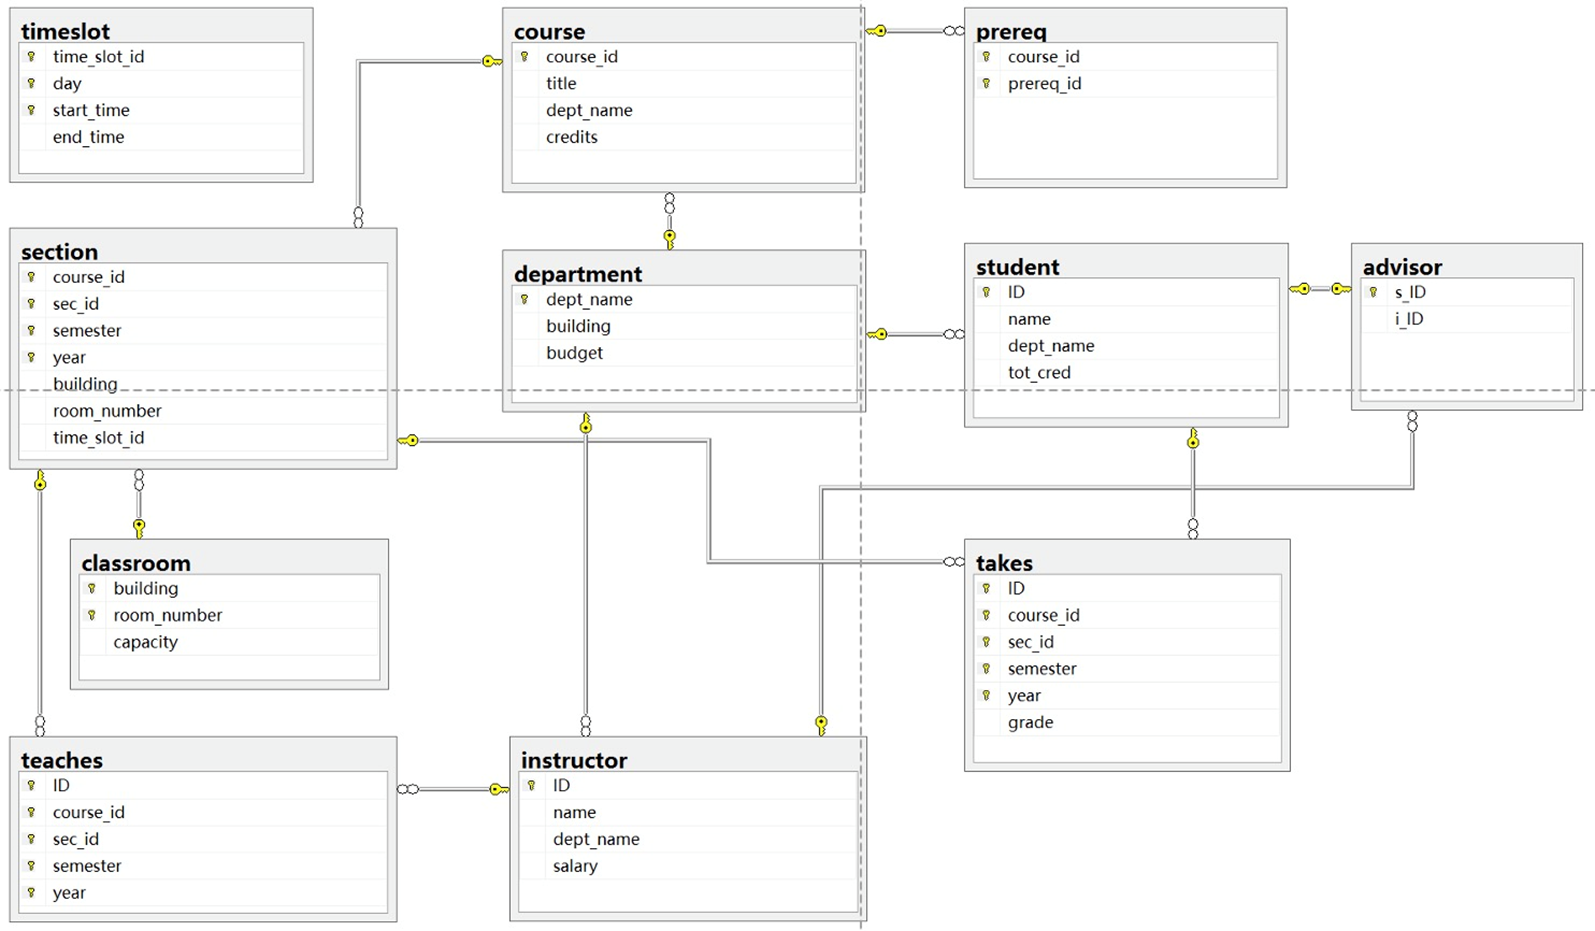 timeslot
time_slot_id
day
start_time
end_time
course
course_id
title
dept_name
credits
prereq
course_id
prereq_id
section
course_id
sec_id
semester
year
building
room_number
time_slot_id
department
dept_name
building
budget
student
ID
name
dept_name
tot_cred
advisor
s_ID
i_ID
classroom
building
room_number
capacity
takes
ID
course_id
sec_id
semester
year
grade
teaches
ID
course_id
sec_id
semester
year
instructor
ID
name
dept_name
salary